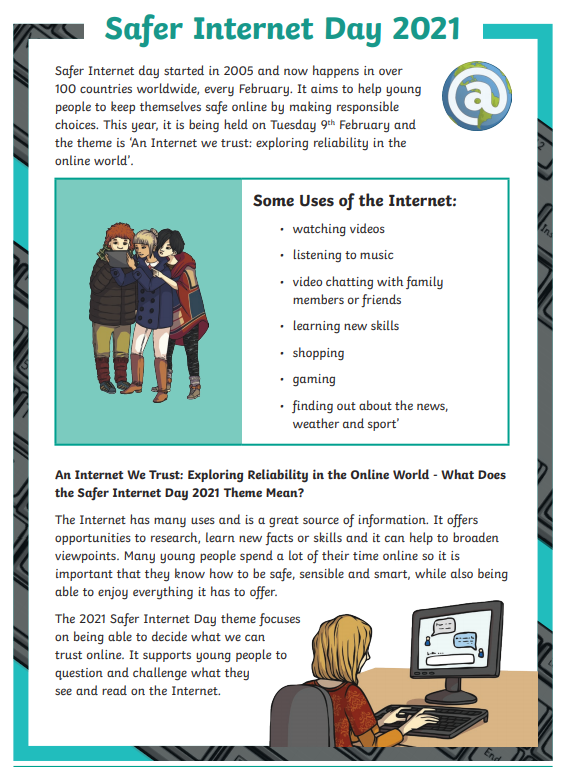 Safer Internet Day 2021
Safer Internet day started in 2005 and now happens in over
100 countries worldwide, every February. It aims to help young
people to keep themselves safe online by making responsible
choices. This year, it is being held on Tuesday 9th February and
the theme is ‘An Internet we trust: exploring reliability in the
online world’.
@
Some Uses of the Internet:
• watching videos
• listening to music
• video chatting with family
members or friends
• learning new skills
• shopping
• gaming
• finding out about the news,
weather and sport’
An Internet We Trust: Exploring Reliability in the Online World - What Does
the Safer Internet Day 2021 Theme Mean?
The Internet has many uses and is a great source of information. It offers
opportunities to research, learn new facts or skills and it can help to broaden
viewpoints. Many young people spend a lot of their time online so it is
important that they know how to be safe, sensible and smart, while also being
able to enjoy everything it has to offer.
The 2021 Safer Internet Day theme focuses
on being able to decide what we can
trust online. It supports young people to
question and challenge what they
see and read on the Internet.
End